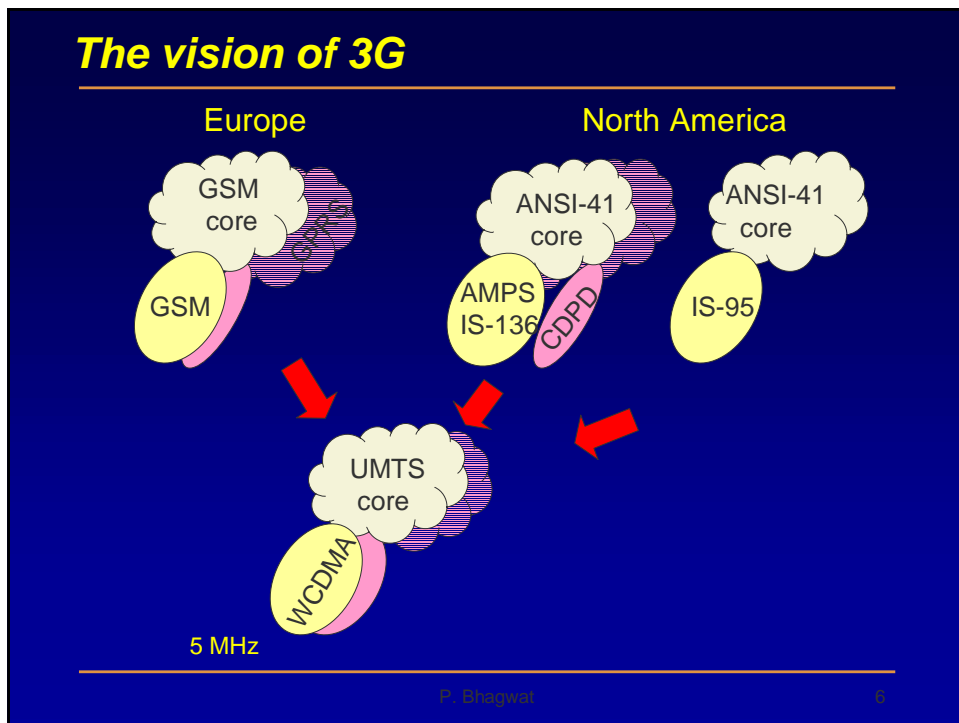 The vision of 3G
Europe
North America
GSM
core
GPRS
GSM
ANSI-41
core
AMPS
IS-136
CDPD
ANSI-41
core
IS-95
UMTS
core
WCDMA
5 MHz
P. Bhagwat
6